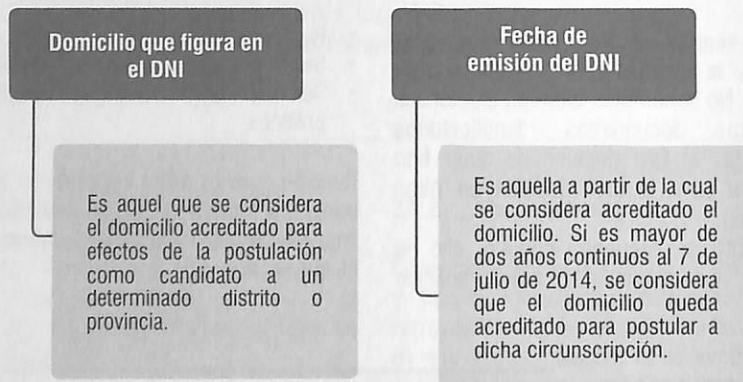 Domicilio que figura en
el DNI
Es aquel que se considera
el domicilio acreditado para
efectos de la postulación
como candidato a un
determinado distrito o
provincia.
Fecha de
emisión del DNI
Es aquella a partir de la cual
se considera acreditado el
domicilio. Si es mayor de
dos años continuos al 7 de
julio de 2014, se considera
que el domicilio queda
acreditado para postular a
dicha circunscripción.